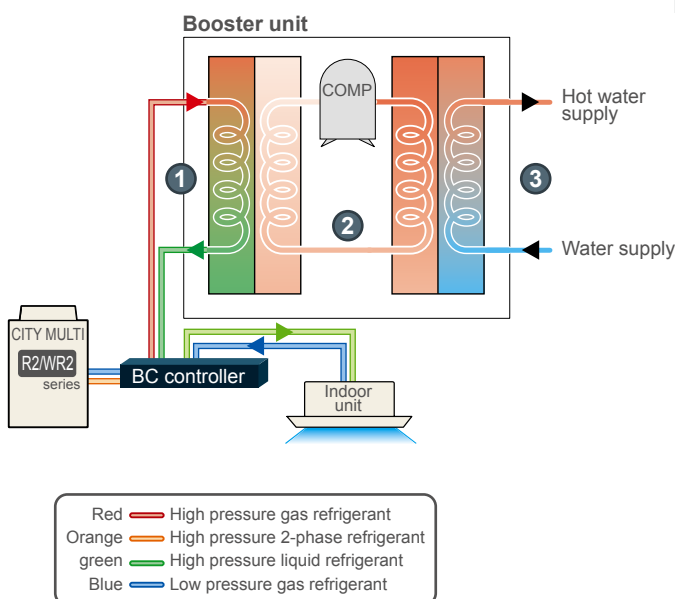 Booster unit
COMP
Hot water
supply
1
3
2
Water supply
CITY MULTI
R2/WR2
series
BC controller
Indoor
unit
Red High pressure gas refrigerant
Orange High pressure 2-phase refrigerant
green High pressure liquid refrigerant
Blue Low pressure gas refrigerant